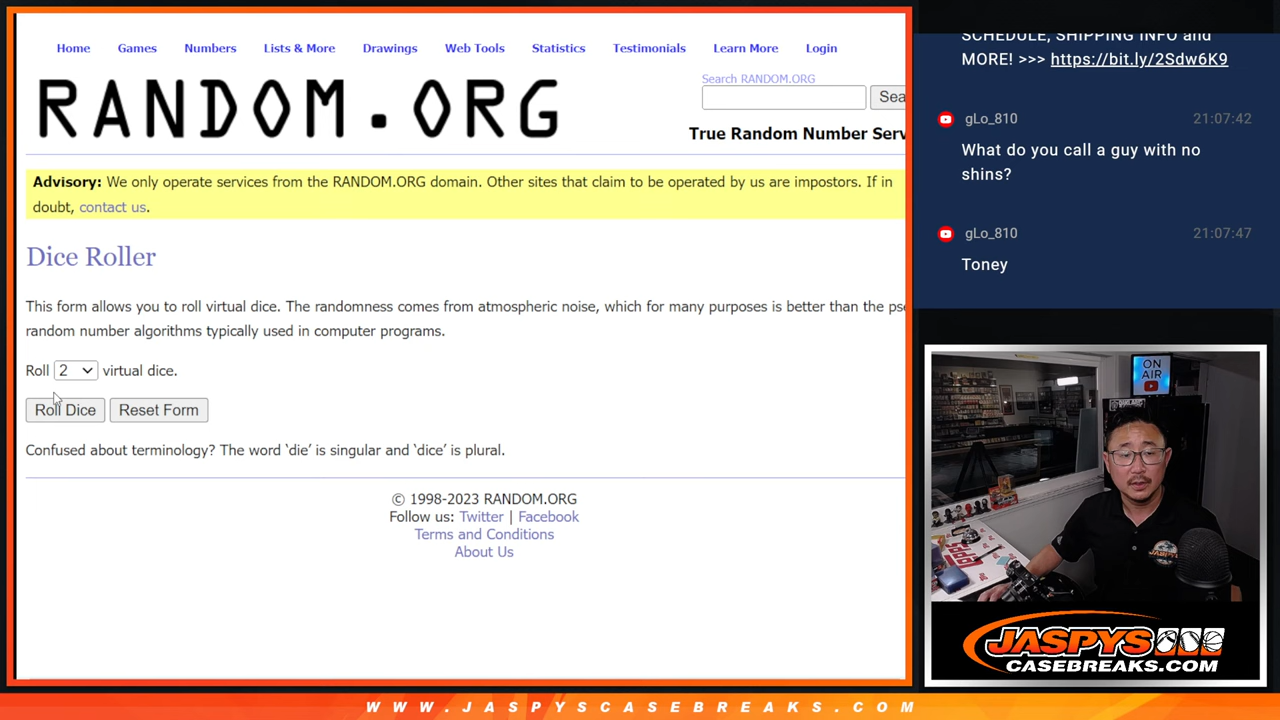 Home Games Numbers Lists & More Drawings Web Tools Statistics Testimonials Learn More Login
RANDOM.ORG
Search RANDOM.ORG
Sea
True Random Number Serv
Advisory: We only operate services from the RANDOM.ORG domain. Other sites that claim to be operated by us are impostors. If in
doubt, contact us.
Dice Roller
This form allows you to roll virtual dice. The randomness comes from atmospheric noise, which for many purposes is better than the pse
random number algorithms typically used in computer programs.
Roll 2 virtual dice.
Roll Dice Reset Form
Confused about terminology? The word ‘die’ is singular and ‘dice’ is plural.
© 1998-2023 RANDOM.ORG
Follow us: Twitter | Facebook
Terms and Conditions
About Us
SCHEDULE, SHIPPING INFO and
MORE! >>> https://bit.ly/2Sdw6K9
gLo_810 21:07:42
What do you call a guy with no
shins?
gLo_810 21:07:47
Toney
ON
AIR
JASPYS
CASEBREAKS.COM
WWW.JASPYSCASEBREAKS.COM